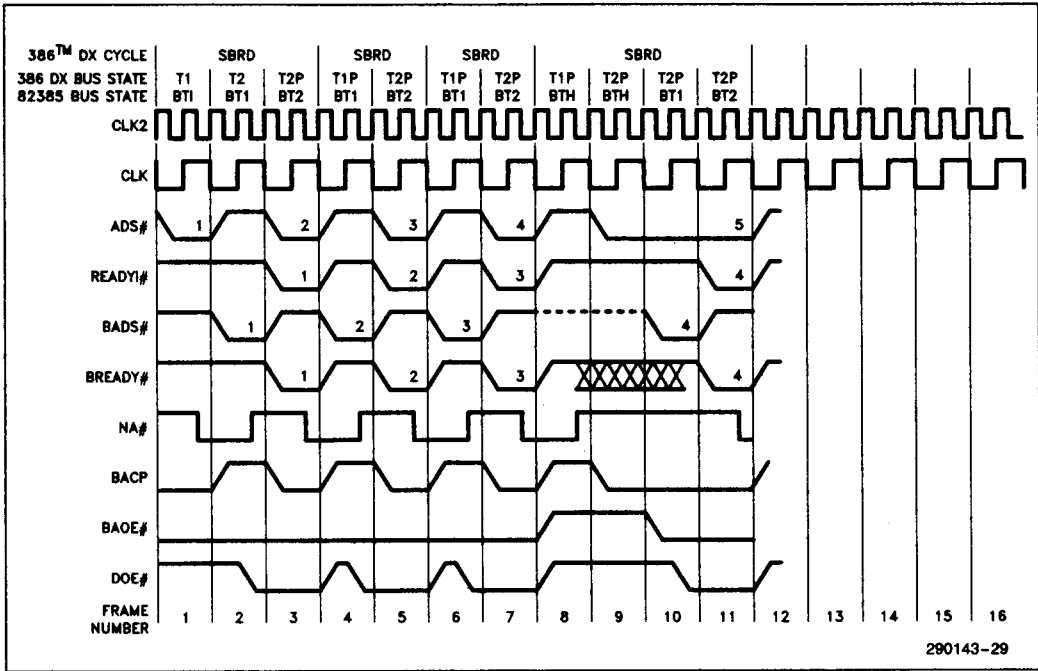 386™ DX CYCLE SBRD SBRD SBRD SBRD
386 DX BUS STATE T1 T2 T2P T1P T2P T1P T2P T1P T2P T2P T2P
82385 BUS STATE BTI BT1 BT2 BT1 BT2 BT1 BT2 BTH BTH BT1 BT2
CLK2
CLK
ADS# 1 2 3 4 5
READYI# 1 2 3 4
BADS# 1 2 3 4
BREADY# 1 2 3 4
NA#
BACP
BAOE#
DOE#
FRAME NUMBER 1 2 3 4 5 6 7 8 9 10 11 12 13 14 15 16
290143-29